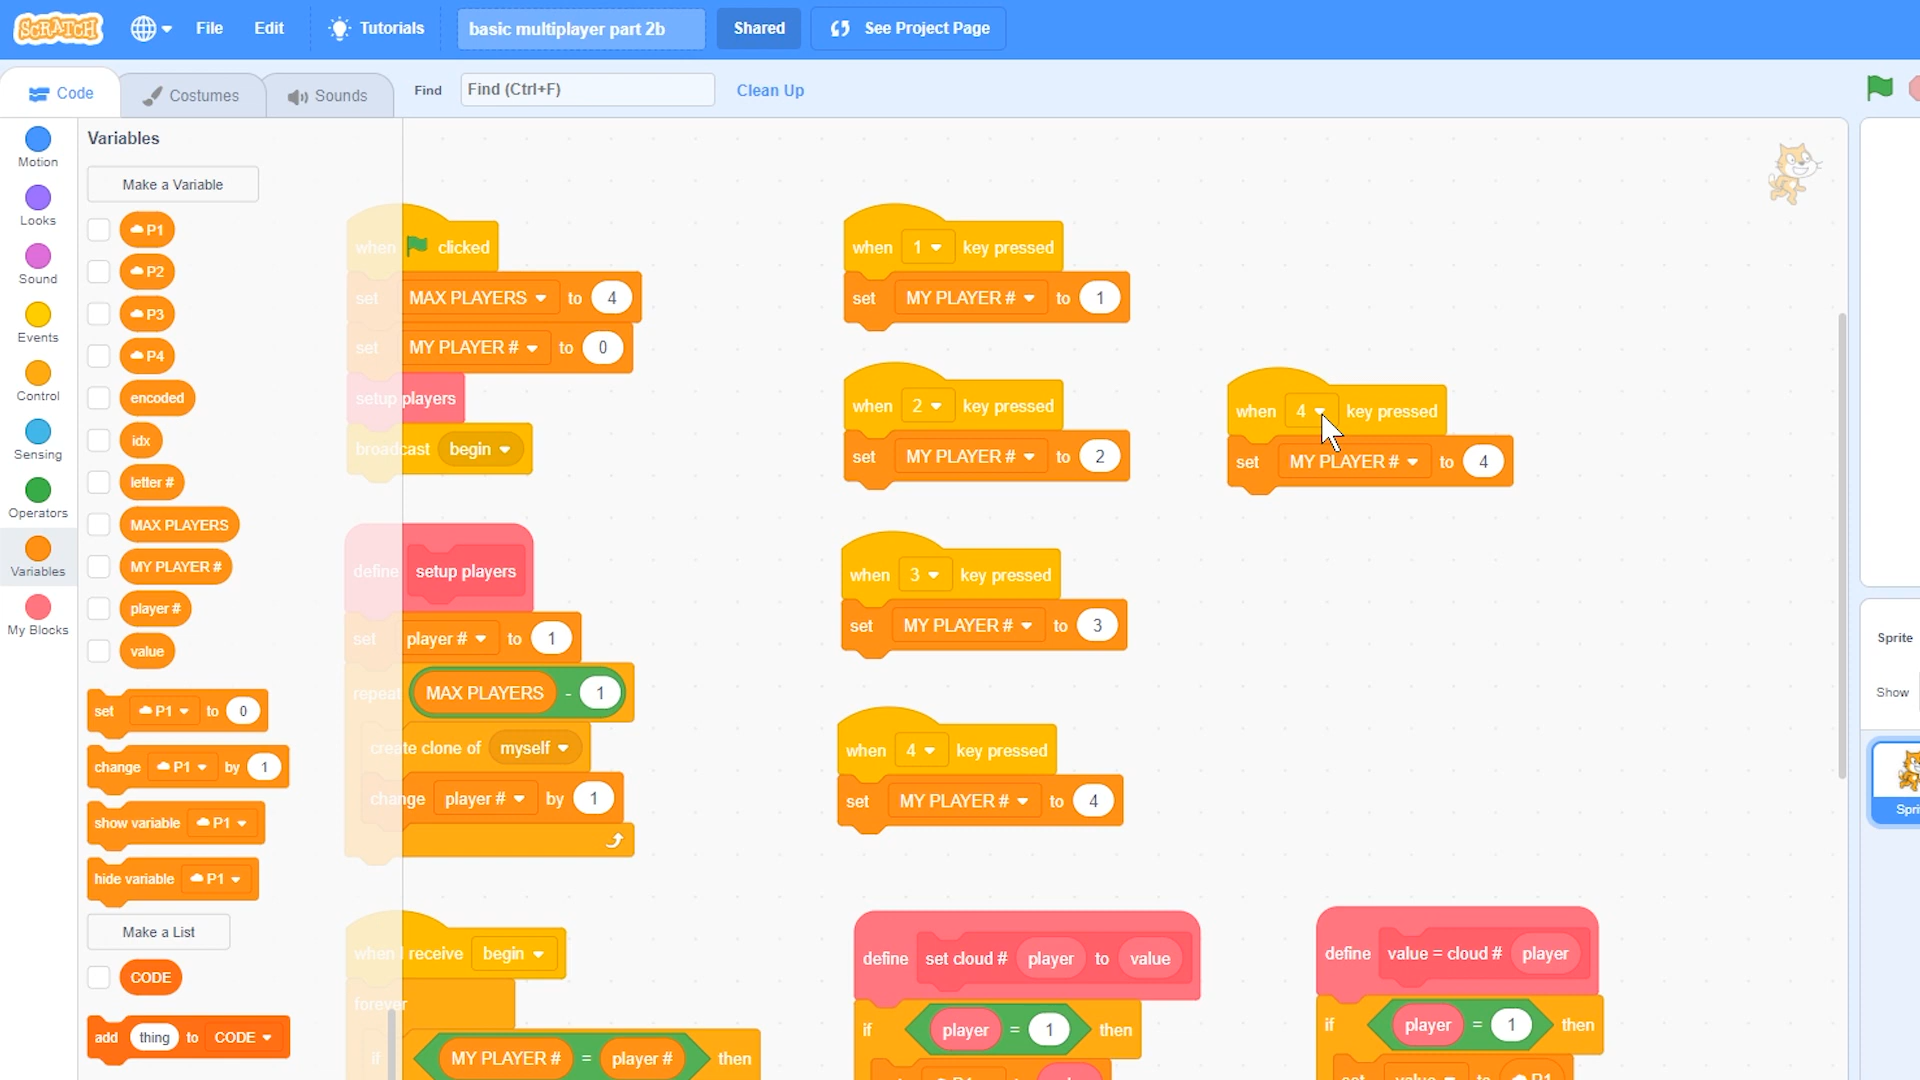 SCRATCH File Edit Tutorials basic multiplayer part 2b Shared See Project Page
Code Costumes Sounds Find Find (Ctrl+F) Clean Up
Motion
Looks
Sound
Events
Control
Sensing
Operators
Variables
My Blocks
Variables
Make a Variable
P1
P2
P3
P4
encoded
idx
letter #
MAX PLAYERS
MY PLAYER #
player #
value
set P1 to 0
change P1 by 1
show variable P1
hide variable P1
Make a List
CODE
add thing to CODE
when clicked
set MAX PLAYERS to 4
set MY PLAYER # to 0
setup players
broadcast begin
define setup players
set player # to 1
repeat MAX PLAYERS - 1
create clone of myself
change player # by 1
when I receive begin
forever
if MY PLAYER # = player # then
when 1 key pressed
set MY PLAYER # to 1
when 2 key pressed
set MY PLAYER # to 2
when 3 key pressed
set MY PLAYER # to 3
when 4 key pressed
set MY PLAYER # to 4
when 4 key pressed
set MY PLAYER # to 4
define set cloud # player to value
if player = 1 then
define value = cloud # player
if player = 1 then
set value to P1
Sprite
Show